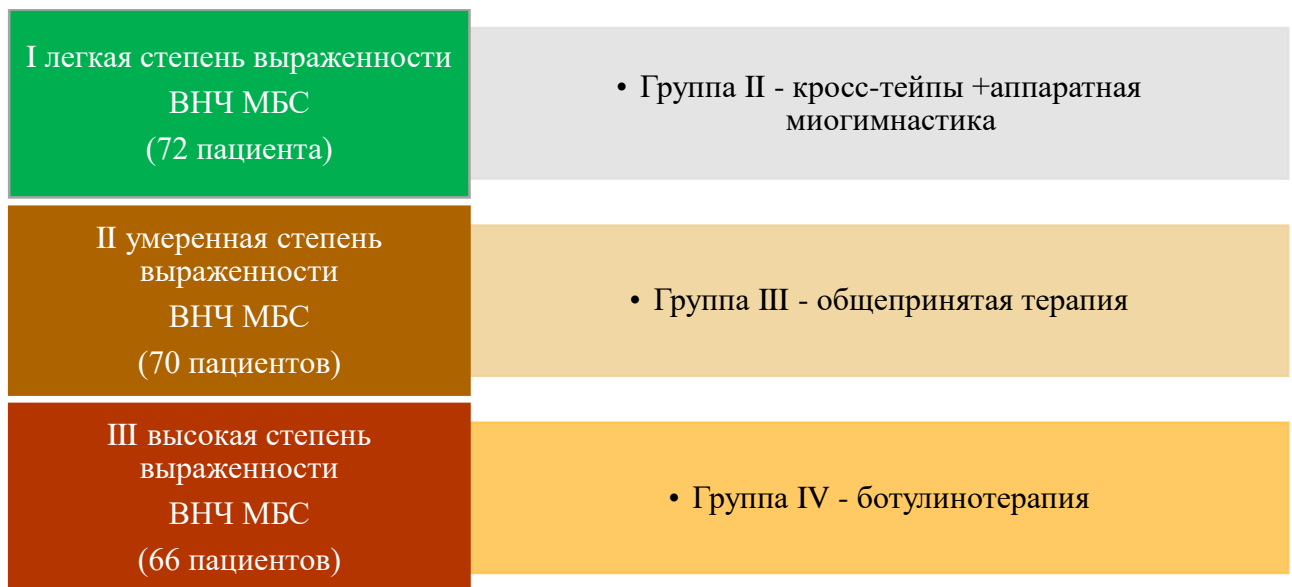 I легкая степень выраженности
ВНЧ МБС
(72 пациента)
• Группа II - кросс-тейпы +аппаратная
миогимнастика
II умеренная степень
выраженности
ВНЧ МБС
(70 пациентов)
• Группа III - общепринятая терапия
III высокая степень
выраженности
ВНЧ МБС
(66 пациентов)
• Группа IV - ботулинотерапия